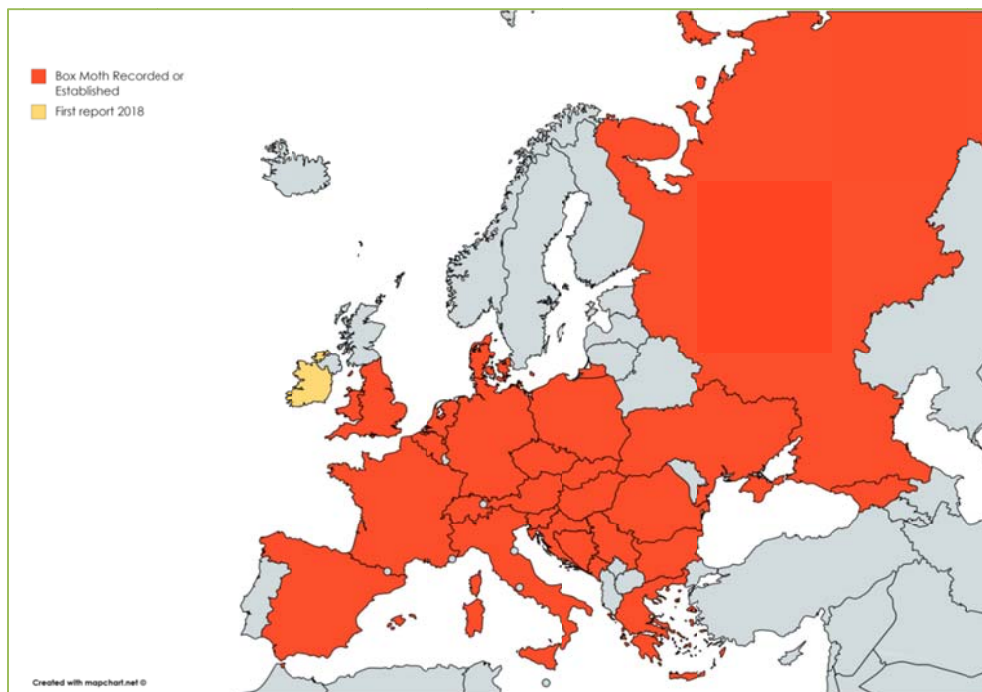 Box Moth Recorded or
Established
First report 2018
Created with mapchart.net ©